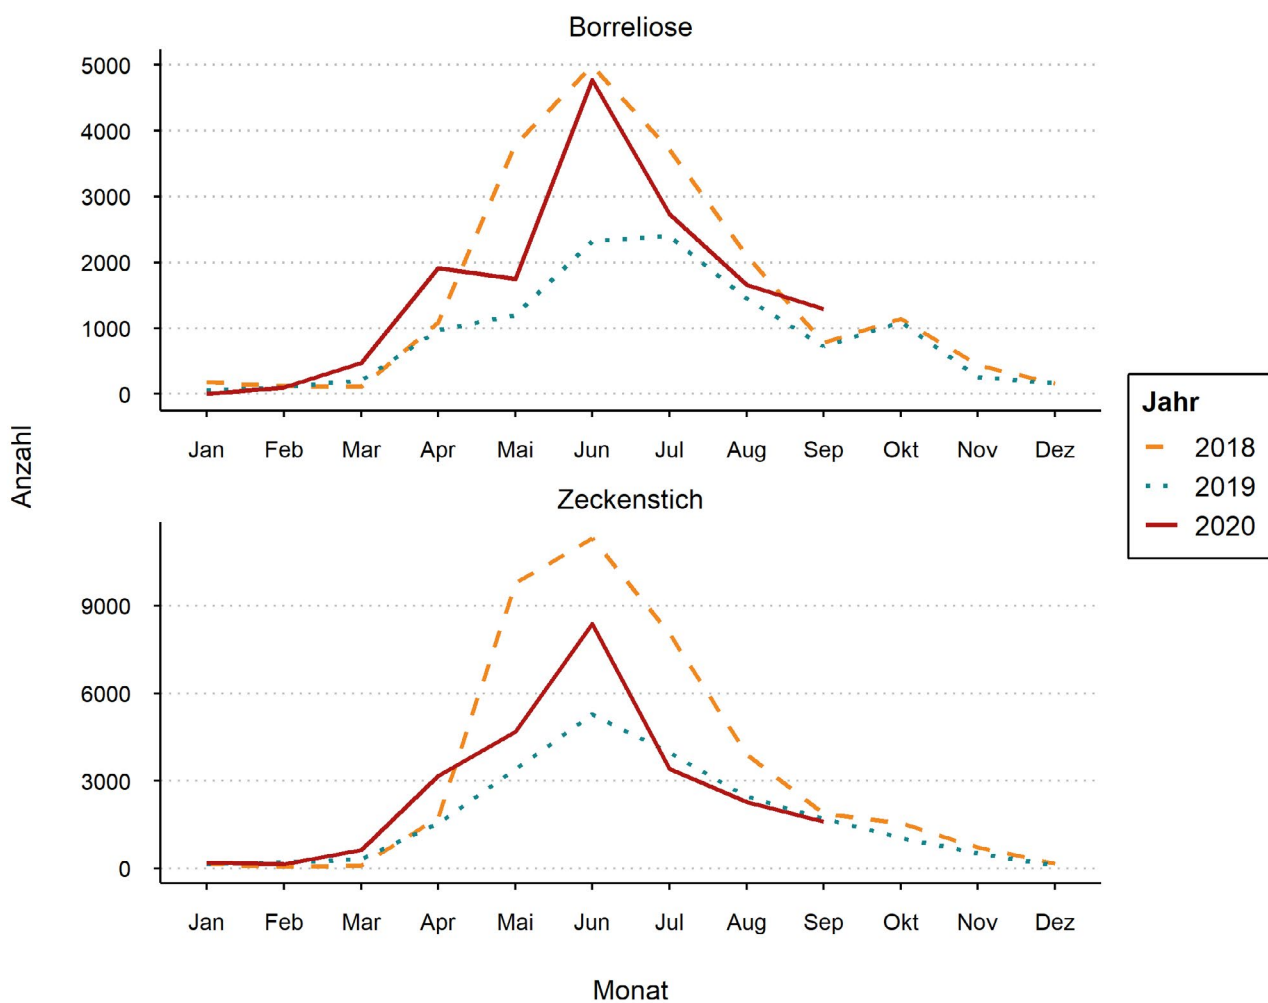 Borreliose
5000
4000
3000
2000
1000
0
Jan Feb Mar Apr Mai Jun Jul Aug Sep Okt Nov Dez
Anzahl
Zeckenstich
9000
6000
3000
0
Jan Feb Mar Apr Mai Jun Jul Aug Sep Okt Nov Dez
Monat
Jahr
2018
2019
2020